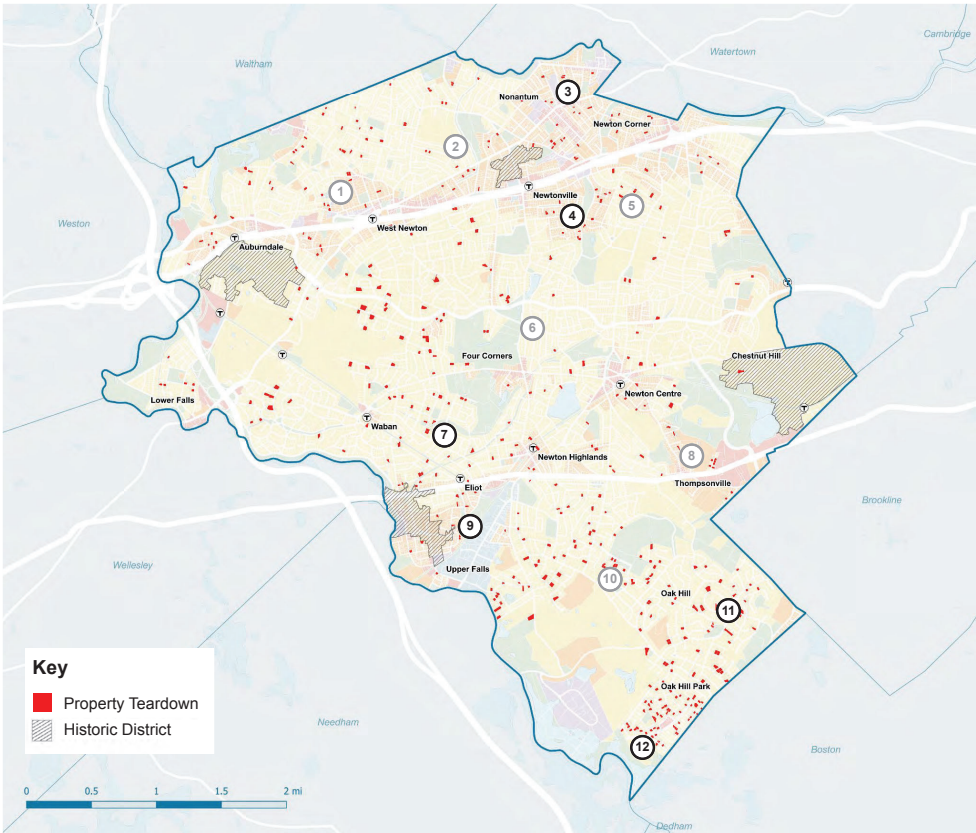 Cambridge
Watertown
Waltham
Nonantum
3
Newton Corner
2
1
Newtonville
5
4
Weston
West Newton
T
T
Auburndale
T
T
T
6
T
Four Corners
Chestnut Hill
T
Newton Centre
Lower Falls
T
T
Waban
7
T
Newton Highlands
8
T
Eliot
Thompsonville
Brookline
9
Wellesley
Upper Falls
10
Oak Hill
11
Key
Property Teardown
Historic District
Oak Hill Park
Needham
12
Boston
0 0.5 1 1.5 2 mi
Dedham